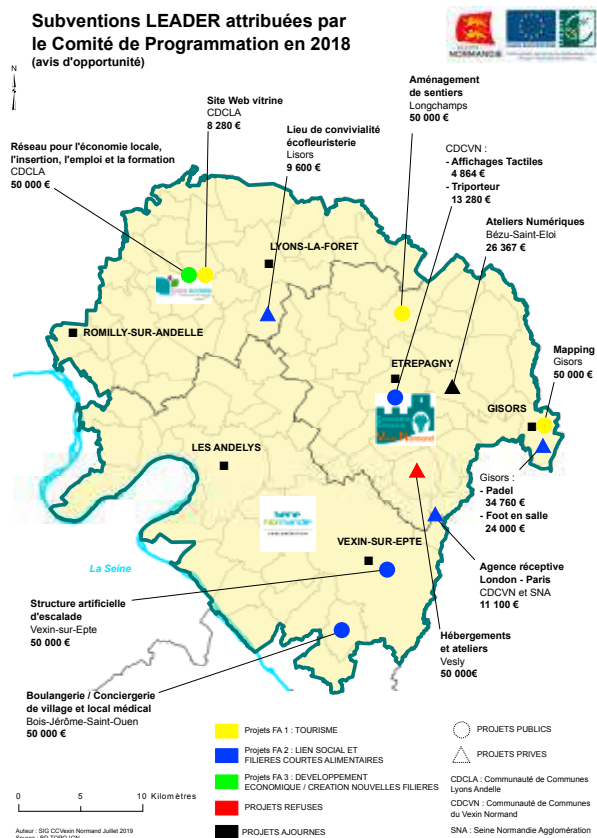 Subventions LEADER attribuées par
le Comité de Programmation en 2018
(avis d'opportunité)
N
NORMANDIE
Aménagement
de sentiers
Longchamps
50 000 €
Site Web vitrine
CDCLA
8 280 €
Lieu de convivialité
écofleuristerie
Lisors
9 600 €
Réseau pour l'économie locale,
l'insertion, l'emploi et la formation
CDCLA
50 000 €
CDCVN :
- Affichages Tactiles
4 864 €
- Triporteur
13 280 €
Ateliers Numériques
Bézu-Saint-Eloi
26 367 €
LYONS-LA-FORET
ROMILLY-SUR-ANDELLE
ETREPAGNY
Mapping
Gisors
50 000 €
GISORS
LES ANDELYS
Gisors :
- Padel
34 760 €
- Foot en salle
24 000 €
VEXIN-SUR-EPTE
La Seine
Agence réceptive
London - Paris
CDCVN et SNA
11 100 €
Structure artificielle
d'escalade
Vexin-sur-Epte
50 000 €
Hébergements
et ateliers
Vesly
50 000€
Boulangerie / Conciergerie
de village et local médical
Bois-Jérôme-Saint-Ouen
50 000 €
Projets FA 1 : TOURISME
Projets FA 2 : LIEN SOCIAL ET
FILIERES COURTES ALIMENTAIRES
Projets FA 3 : DEVELOPPEMENT
ECONOMIQUE / CREATION NOUVELLES FILIERES
PROJETS REFUSES
PROJETS AJOURNES
PROJETS PUBLICS
PROJETS PRIVES
CDCLA : Communauté de Communes
Lyons Andelle
CDCVN : Communauté de Communes
du Vexin Normand
SNA : Seine Normandie Agglomération
0 5 10 Kilomètres
Auteur : SIG CCVexin Normand Juillet 2019
Source : BD TOPO IGN